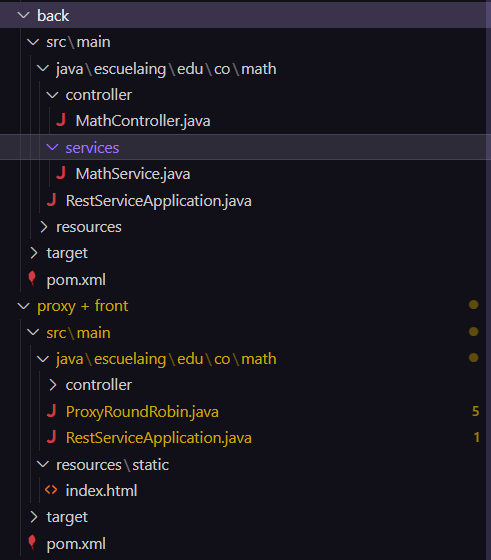 back
src\main
java\escuelaing\edu\co\math
controller
MathController.java
services
MathService.java
RestServiceApplication.java
resources
target
pom.xml
proxy + front
src\main
java\escuelaing\edu\co\math
controller
ProxyRoundRobin.java 5
RestServiceApplication.java 1
resources\static
index.html
target
pom.xml